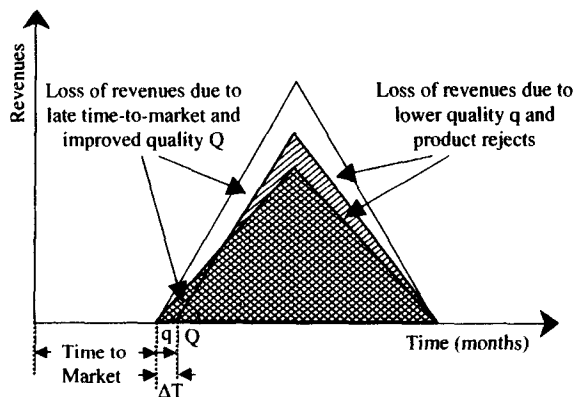 Revenues
Loss of revenues due to
late time-to-market and
improved quality Q
Loss of revenues due to
lower quality q and
product rejects
q Q
Time (months)
Time to
Market
ΔT